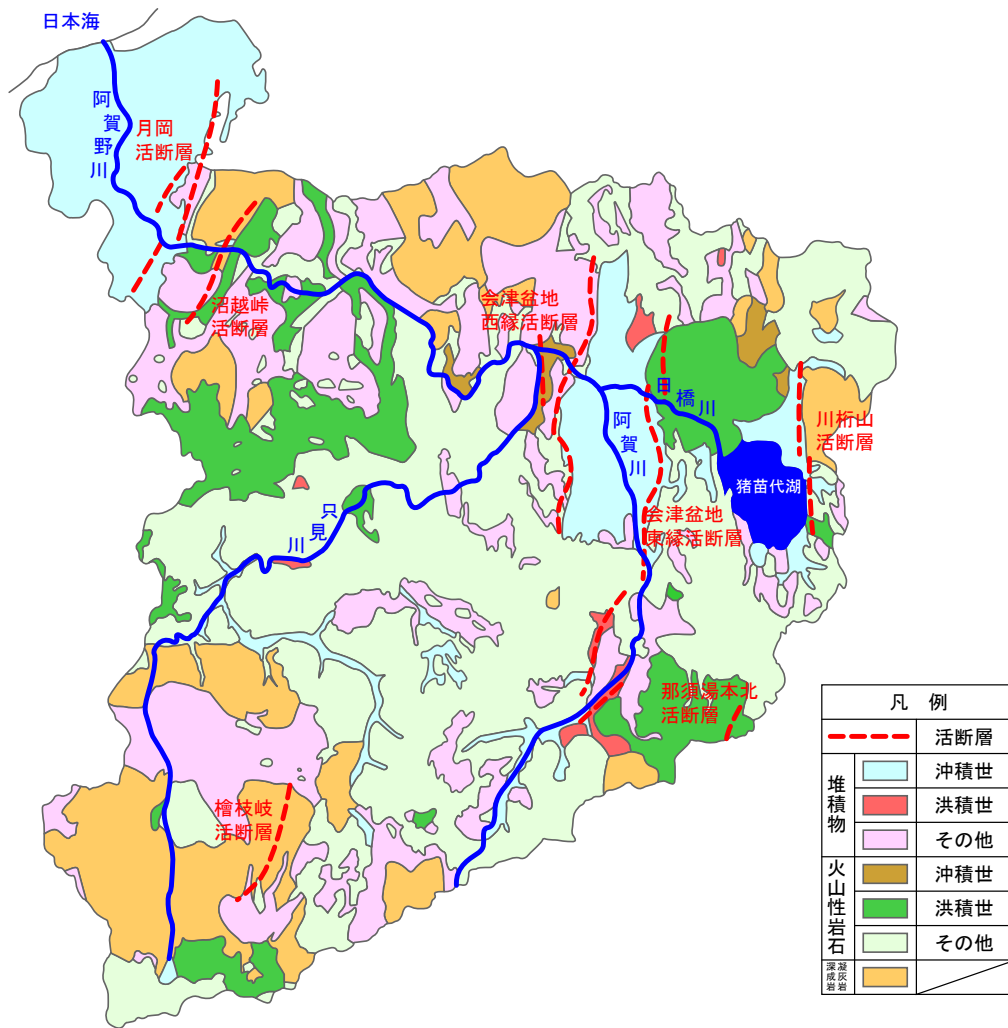 日本海
阿賀野川
月岡
活断層
沼越峠
活断層
会津盆地
西縁活断層
日橋川
阿賀川
川桁山
活断層
猪苗代湖
只見川
会津盆地
東縁活断層
那須湯本北
活断層
檜枝岐
活断層
凡 例
活断層
堆積物
沖積世
洪積世
その他
火山性岩石
沖積世
洪積世
その他
凝灰岩
深成岩